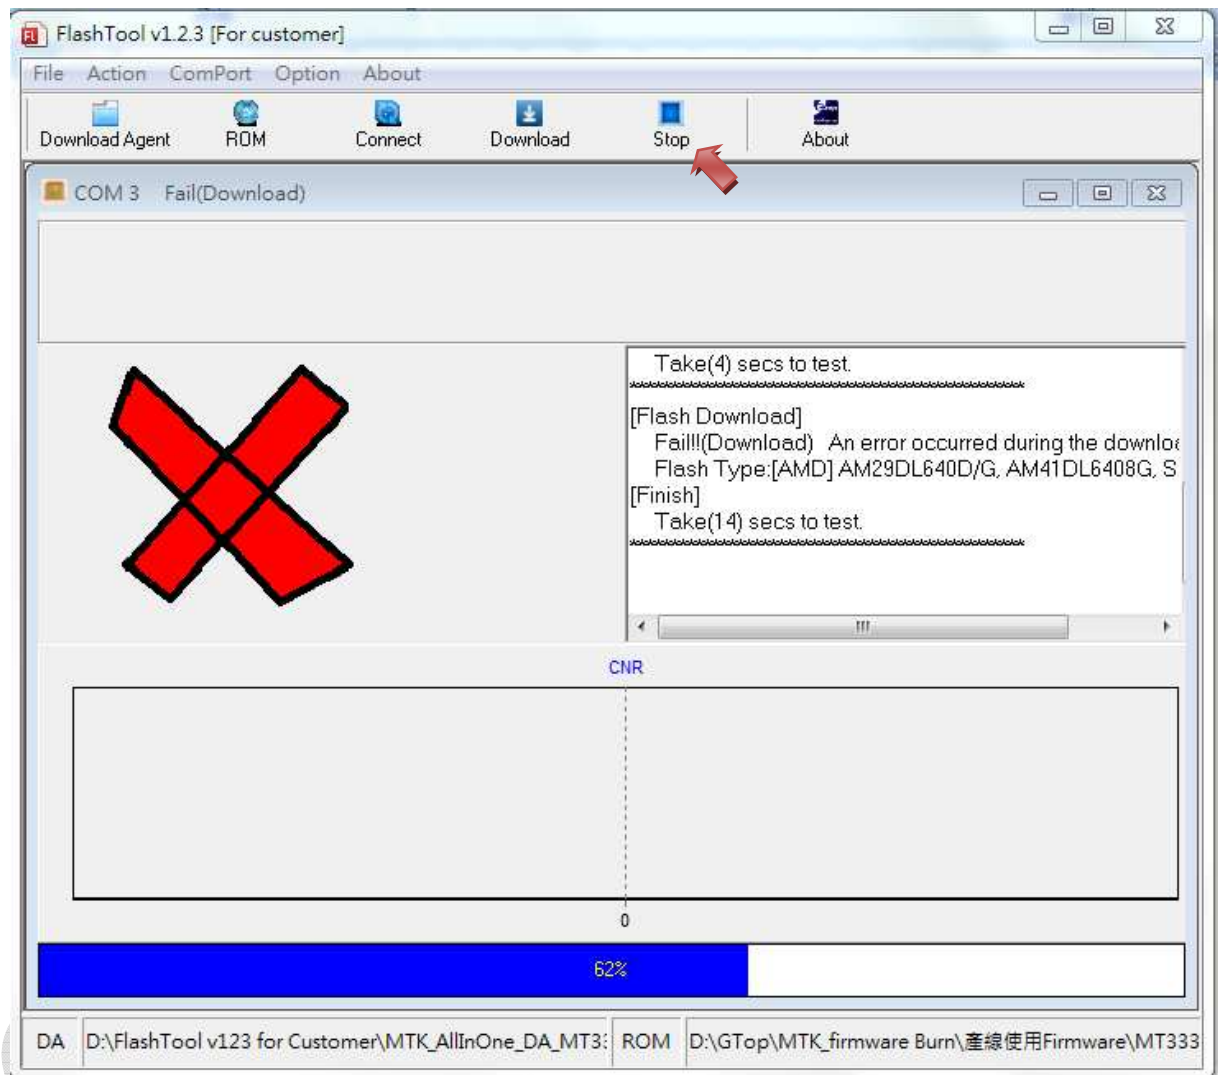 FlashTool v1.2.3 [For customer]
File Action ComPort Option About
Download Agent ROM Connect Download Stop About
COM 3 Fail(Download)
Take(4) secs to test.
************************************************************
[Flash Download]
Fail!!(Download) An error occurred during the downloa
Flash Type:[AMD] AM29DL640D/G, AM41DL6408G, S
[Finish]
Take(14) secs to test.
************************************************************
CNR
0
62%
DA D:\FlashTool v123 for Customer\MTK_AllInOne_DA_MT33 ROM D:\GTop\MTK_firmware Burn\產線使用Firmware\MT333